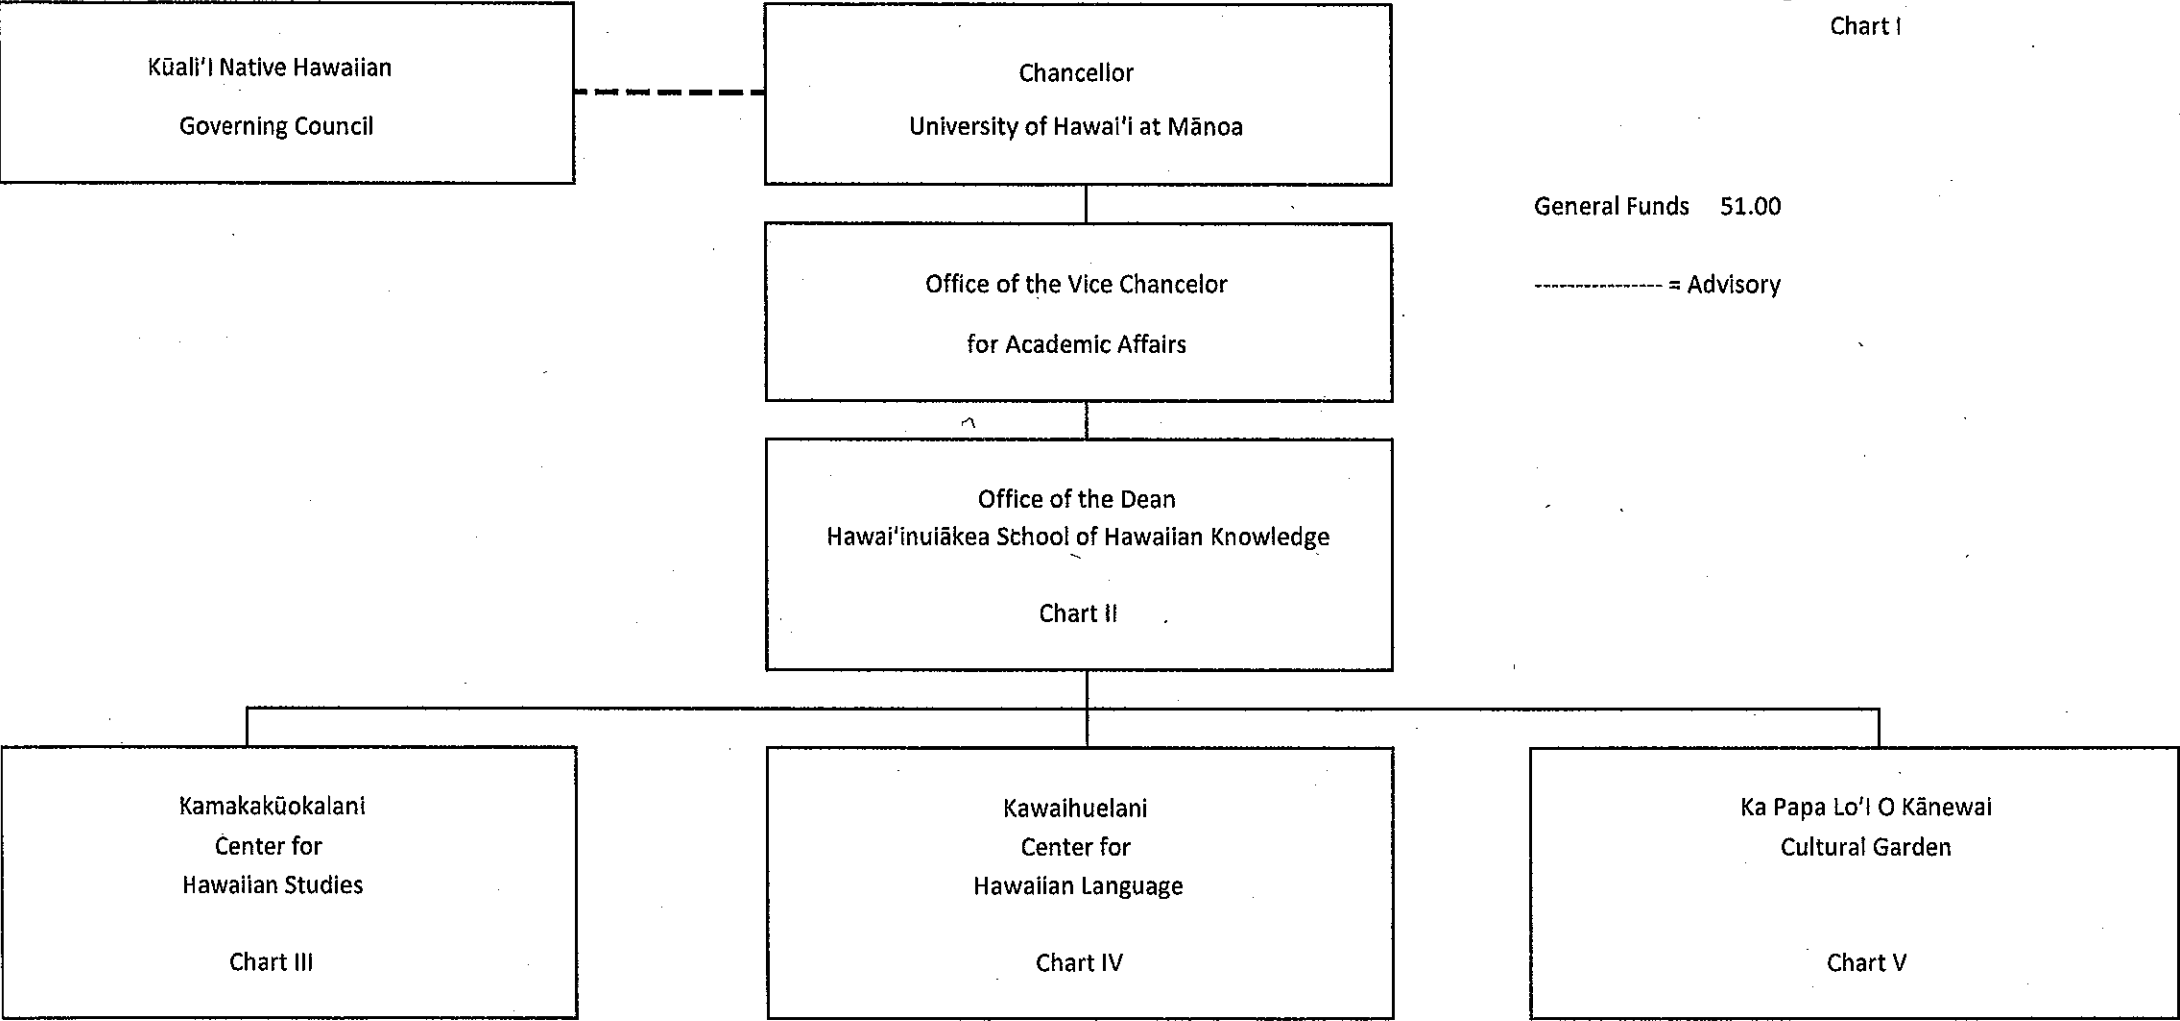 Chart I
Kūali'I Native Hawaiian
Governing Council
Chancellor
University of Hawai'i at Mānoa
General Funds 51.00
---------------- = Advisory
Office of the Vice Chancelor
for Academic Affairs
Office of the Dean
Hawai'inuiākea School of Hawaiian Knowledge
Chart II
Kamakakūokalani
Center for
Hawaiian Studies
Chart III
Kawaihuelani
Center for
Hawaiian Language
Chart IV
Ka Papa Lo'I O Kānewai
Cultural Garden
Chart V